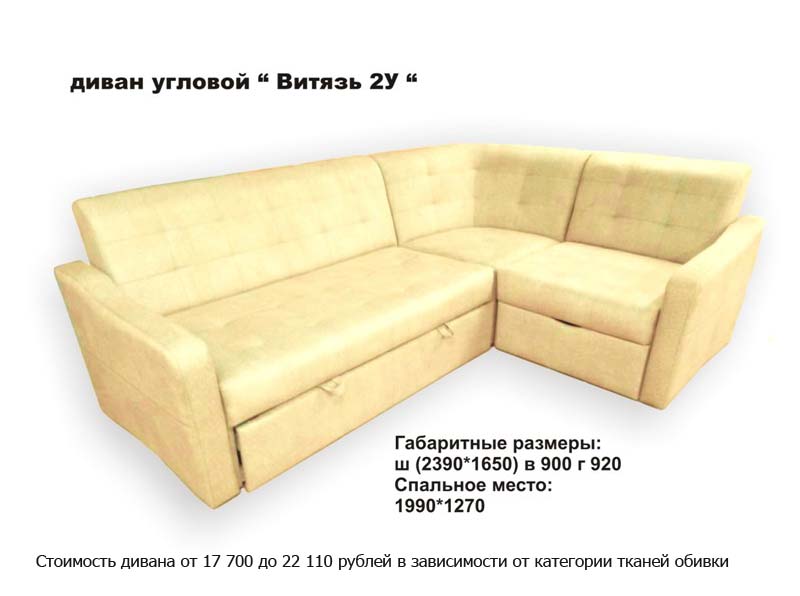 диван угловой “ Витязь 2У “
Габаритные размеры:
ш (2390*1650) в 900 г 920
Спальное место:
1990*1270
Стоимость дивана от 17 700 до 22 110 рублей в зависимости от категории тканей обивки